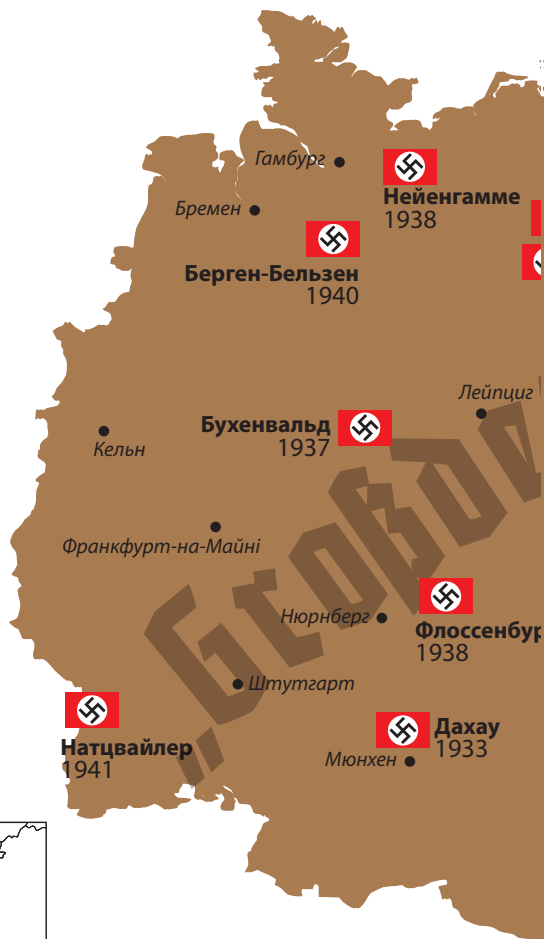 Гамбург
Нейенгамме
1938
Бремен
Берген-Бельзен
1940
Лейпциг
Бухенвальд
1937
Кельн
Франкфурт-на-Майні
„Großd
Нюрнберг
Флоссенбур
1938
Штутгарт
Натцвайлер
1941
Дахау
1933
Мюнхен